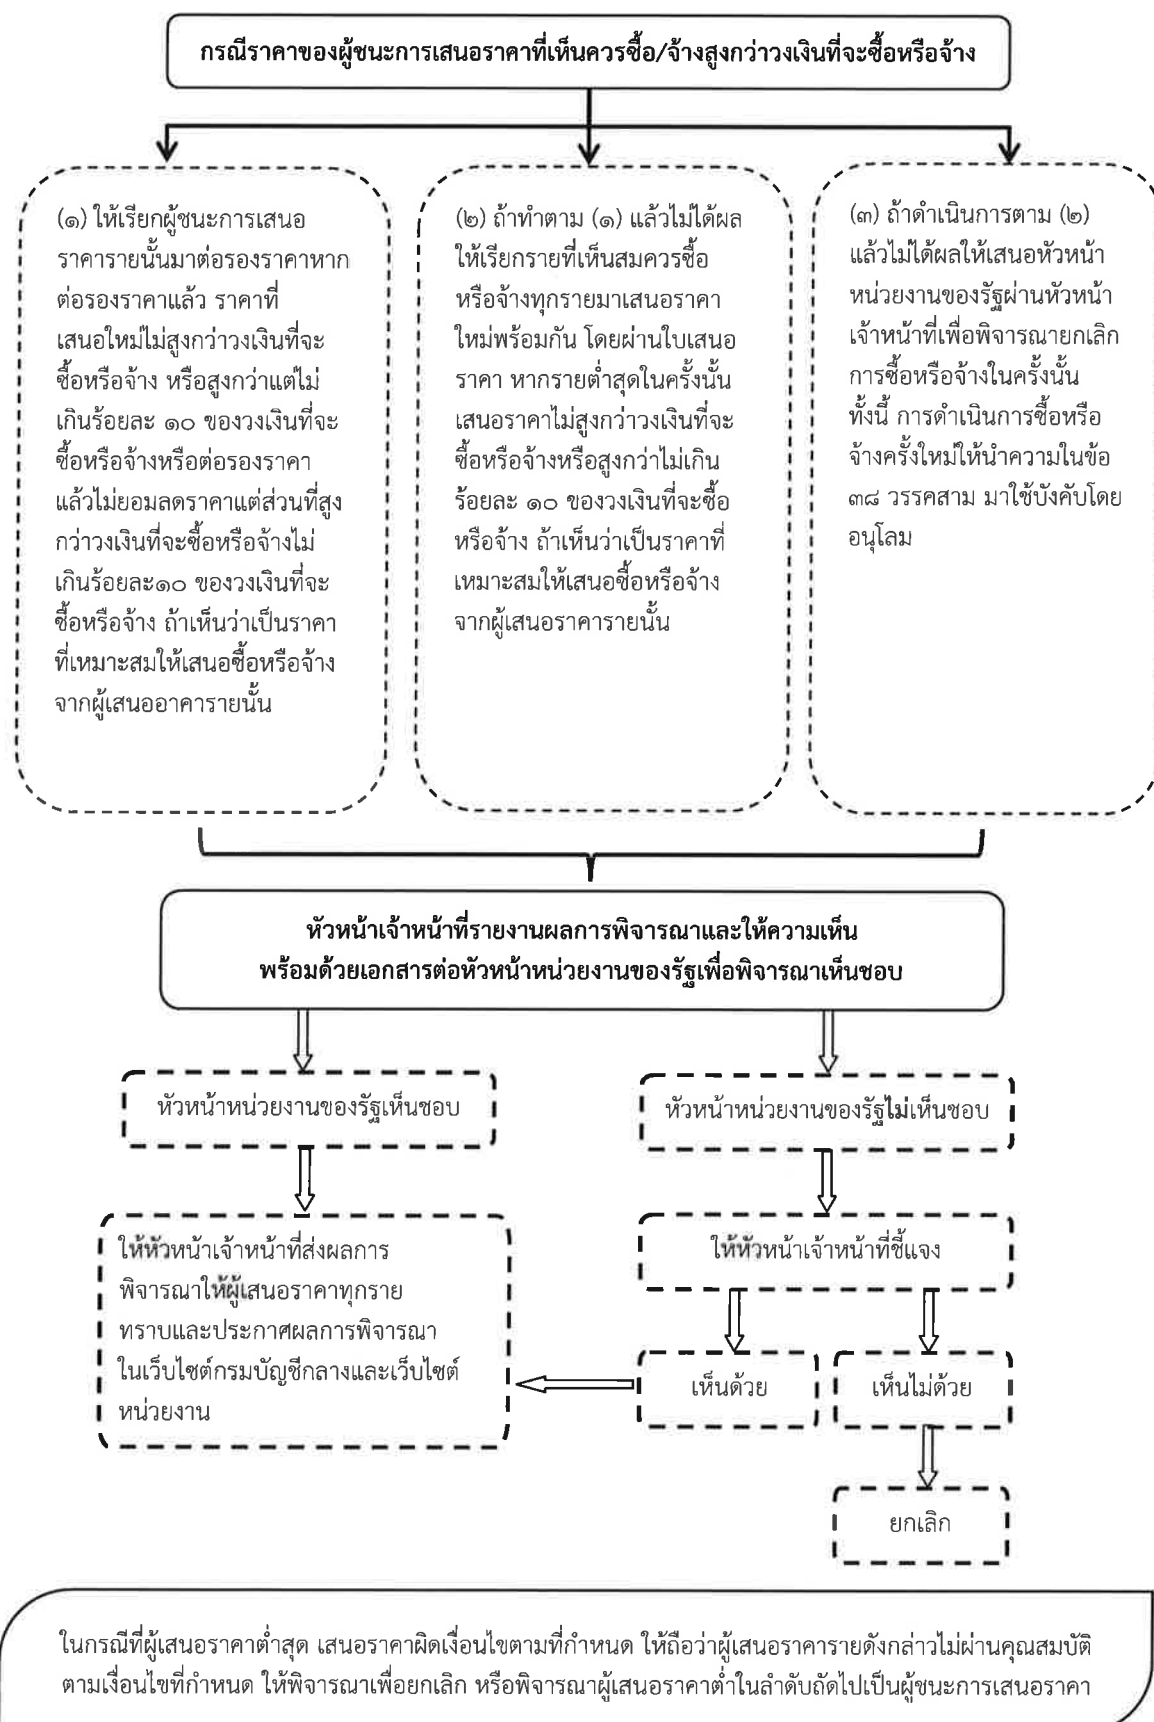 กรณีราคาของผู้ชนะการเสนอราคาที่เห็นควรซื้อ/จ้างสูงกว่าวงเงินที่จะซื้อหรือจ้าง
(๑) ให้เรียกผู้ชนะการเสนอ
ราคารายนั้นมาต่อรองราคาหาก
ต่อรองราคาแล้ว ราคาที่
เสนอใหม่ไม่สูงกว่าวงเงินที่จะ
ซื้อหรือจ้าง หรือสูงกว่าแต่ไม่
เกินร้อยละ ๑๐ ของวงเงินที่จะ
ซื้อหรือจ้างหรือต่อรองราคา
แล้วไม่ยอมลดราคาแต่ส่วนที่สูง
กว่าวงเงินที่จะซื้อหรือจ้างไม่
เกินร้อยละ๑๐ ของวงเงินที่จะ
ซื้อหรือจ้าง ถ้าเห็นว่าเป็นราคา
ที่เหมาะสมให้เสนอซื้อหรือจ้าง
จากผู้เสนออาคารายนั้น
(๒) ถ้าทำตาม (๑) แล้วไม่ได้ผล
ให้เรียกรายที่เห็นสมควรซื้อ
หรือจ้างทุกรายมาเสนอราคา
ใหม่พร้อมกัน โดยผ่านใบเสนอ
ราคา หากรายต่ำสุดในครั้งนั้น
เสนอราคาไม่สูงกว่าวงเงินที่จะ
ซื้อหรือจ้างหรือสูงกว่าไม่เกิน
ร้อยละ ๑๐ ของวงเงินที่จะซื้อ
หรือจ้าง ถ้าเห็นว่าเป็นราคาที่
เหมาะสมให้เสนอซื้อหรือจ้าง
จากผู้เสนอราคารายนั้น
(๓) ถ้าดำเนินการตาม (๒)
แล้วไม่ได้ผลให้เสนอหัวหน้า
หน่วยงานของรัฐผ่านหัวหน้า
เจ้าหน้าที่เพื่อพิจารณายกเลิก
การซื้อหรือจ้างในครั้งนั้น
ทั้งนี้ การดำเนินการซื้อหรือ
จ้างครั้งใหม่ให้นำความในข้อ
๓๘ วรรคสาม มาใช้บังคับโดย
อนุโลม
หัวหน้าเจ้าหน้าที่รายงานผลการพิจารณาและให้ความเห็น
พร้อมด้วยเอกสารต่อหัวหน้าหน่วยงานของรัฐเพื่อพิจารณาเห็นชอบ
หัวหน้าหน่วยงานของรัฐเห็นชอบ
หัวหน้าหน่วยงานของรัฐไม่เห็นชอบ
ให้หัวหน้าเจ้าหน้าที่ส่งผลการ
พิจารณาให้ผู้เสนอราคาทุกราย
ทราบและประกาศผลการพิจารณา
ในเว็บไซต์กรมบัญชีกลางและเว็บไซต์
หน่วยงาน
ให้หัวหน้าเจ้าหน้าที่ชี้แจง
เห็นด้วย
เห็นไม่ด้วย
ยกเลิก
ในกรณีที่ผู้เสนอราคาต่ำสุด เสนอราคาผิดเงื่อนไขตามที่กำหนด ให้ถือว่าผู้เสนอราคารายดังกล่าวไม่ผ่านคุณสมบัติ
ตามเงื่อนไขที่กำหนด ให้พิจารณาเพื่อยกเลิก หรือพิจารณาผู้เสนอราคาต่ำในลำดับถัดไปเป็นผู้ชนะการเสนอราคา